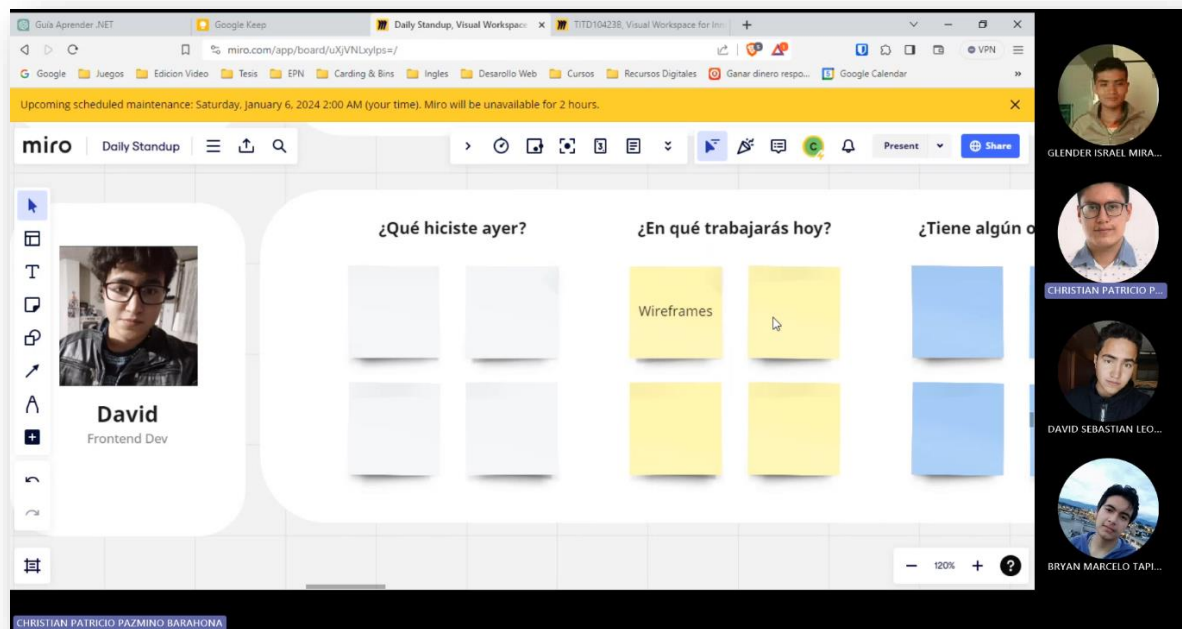 Guía Aprender .NET
Google Keep
Daily Standup, Visual Workspace
TITD104238, Visual Workspace for Inn
miro.com/app/board/uXjVNLxylps=/
VPN
Google
Juegos
Edicion Video
Tesis
EPN
Carding & Bins
Ingles
Desarollo Web
Cursos
Recursos Digitales
Ganar dinero respo...
Google Calendar
Upcoming scheduled maintenance: Saturday, January 6, 2024 2:00 AM (your time). Miro will be unavailable for 2 hours.
miro
Daily Standup
3
C
Present
Share
¿Qué hiciste ayer?
¿En qué trabajarás hoy?
¿Tiene algún o
Wireframes
David
Frontend Dev
120%
GLENDER ISRAEL MIRA...
CHRISTIAN PATRICIO P...
DAVID SEBASTIAN LEO...
BRYAN MARCELO TAPI...
CHRISTIAN PATRICIO PAZMINO BARAHONA